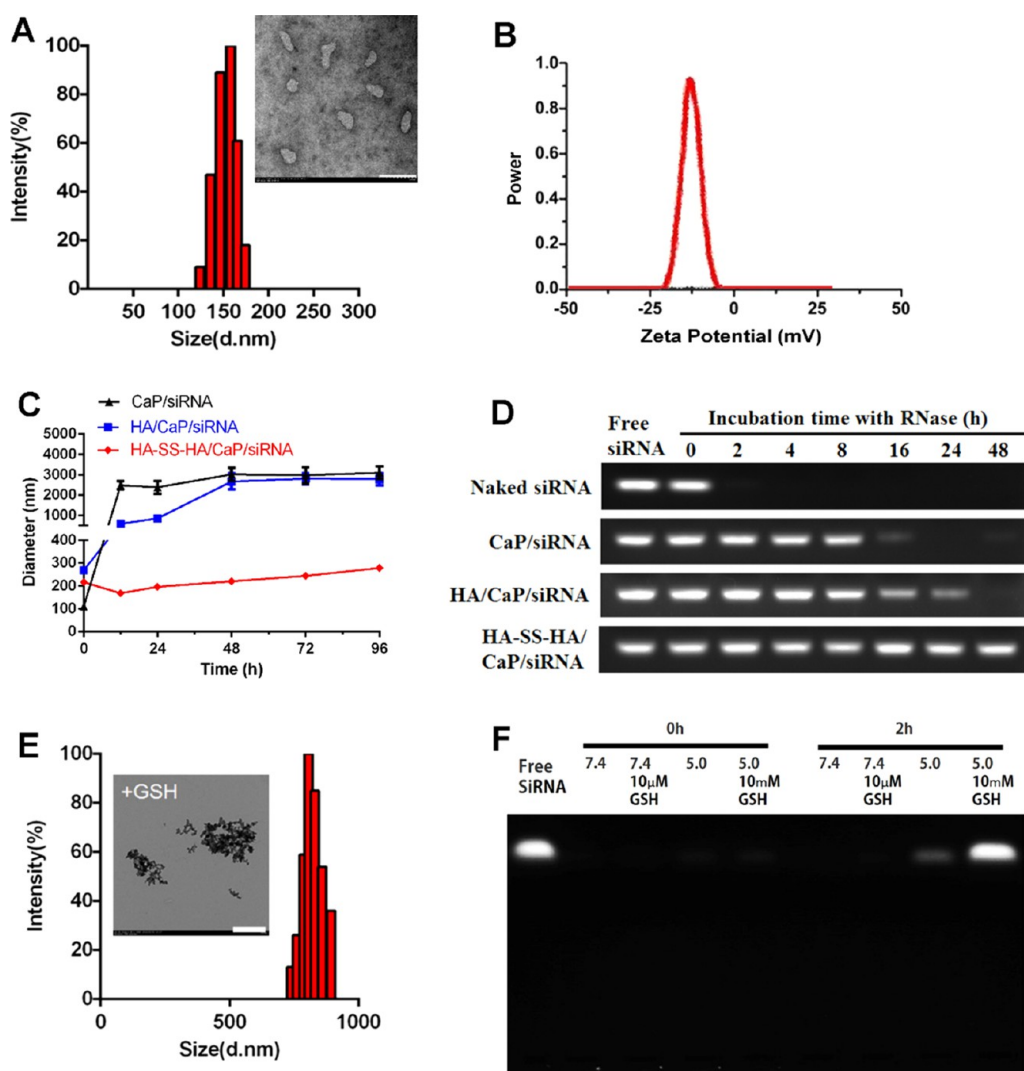 A
Intensity(%)
100
80
60
40
20
0
50
100
150
200
250
300
Size(d.nm)
B
Power
1.0
0.8
0.6
0.4
0.2
0.0
-50
-25
0
25
50
Zeta Potential (mV)
C
CaP/siRNA
HA/CaP/siRNA
HA-SS-HA/CaP/siRNA
Diameter (nm)
5000
4000
3000
2000
1000
400
300
200
100
0
0
24
48
72
96
Time (h)
D
Free siRNA
Incubation time with RNase (h)
0 2 4 8 16 24 48
Naked siRNA
CaP/siRNA
HA/CaP/siRNA
HA-SS-HA/
CaP/siRNA
E
Intensity(%)
100
80
60
40
20
0
+GSH
0
500
1000
Size(d.nm)
F
Free
SiRNA
0h
7.4
7.4 10μM GSH
5.0
5.0 10mM GSH
2h
7.4
7.4 10μM GSH
5.0
5.0 10mM GSH